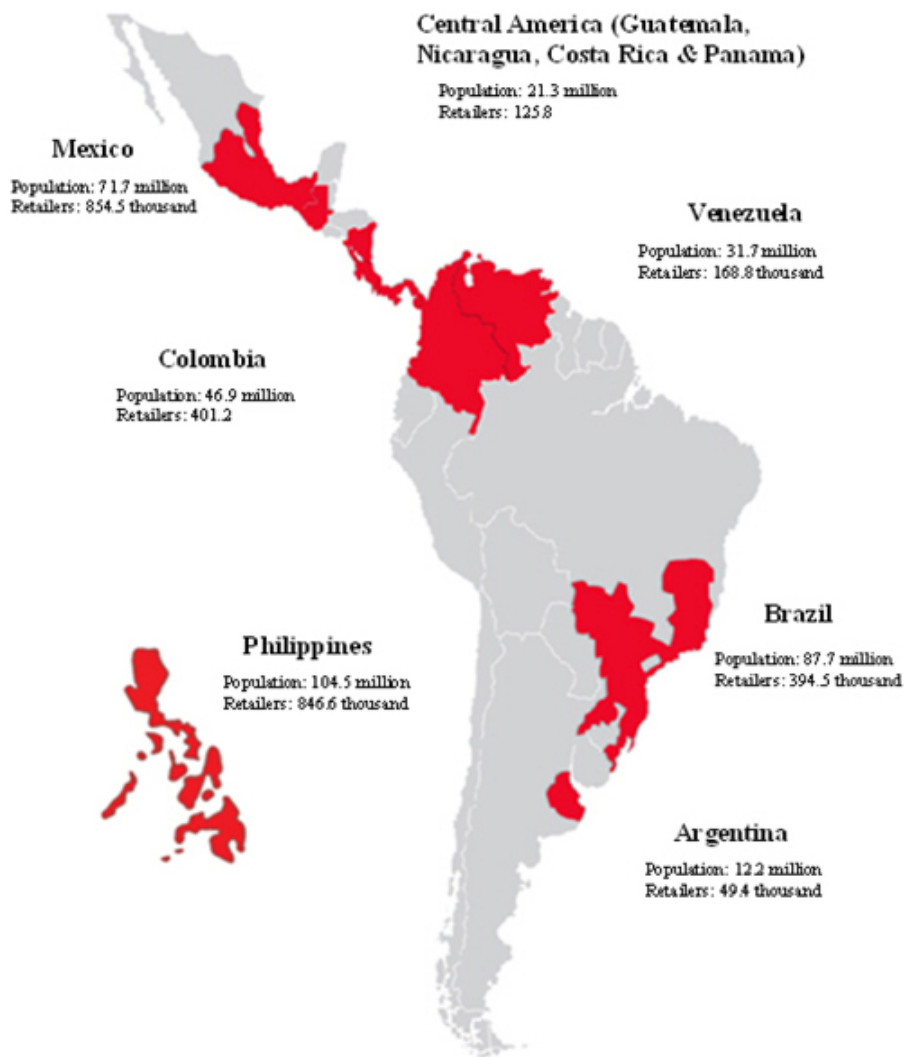 Central America (Guatemala,
Nicaragua, Costa Rica & Panama)
Population: 21.3 million
Retailers: 125.8
Mexico
Population: 71.7 million
Retailers: 854.5 thousand
Venezuela
Population: 31.7 million
Retailers: 168.8 thousand
Colombia
Population: 46.9 million
Retailers: 401.2
Brazil
Population: 87.7 million
Retailers: 394.5 thousand
Philippines
Population: 104.5 million
Retailers: 846.6 thousand
Argentina
Population: 12.2 million
Retailers: 49.4 thousand